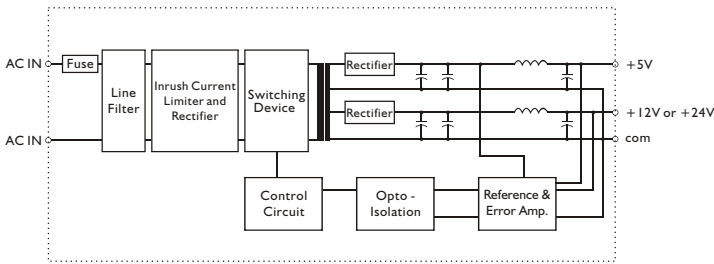 AC IN
Fuse
Line
Filter
Inrush Current
Limiter and
Rectifier
Switching
Device
Rectifier
+5V
Rectifier
+12V or +24V
AC IN
com
Control
Circuit
Opto -
Isolation
Reference &
Error Amp.